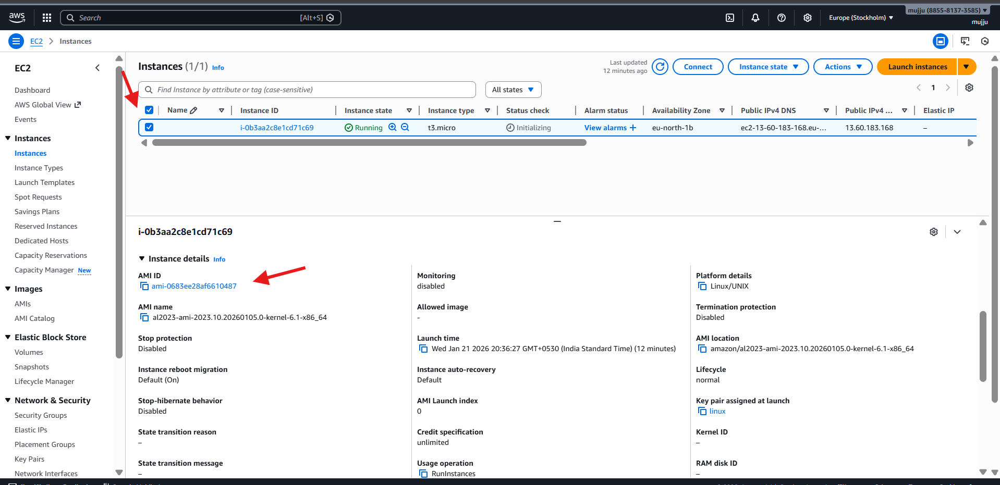 aws
Search [Alt+S]
Europe (Stockholm)
mujju (8855-8137-3585)
mujju
EC2 Instances
EC2
Dashboard
AWS Global View
Events
Instances
Instances
Instance Types
Launch Templates
Spot Requests
Savings Plans
Reserved Instances
Dedicated Hosts
Capacity Reservations
Capacity Manager New
Images
AMIs
AMI Catalog
Elastic Block Store
Volumes
Snapshots
Lifecycle Manager
Network & Security
Security Groups
Elastic IPs
Placement Groups
Key Pairs
Network Interfaces
Instances (1/1) Info
Last updated
12 minutes ago
Connect
Instance state
Actions
Launch instances
Find Instance by attribute or tag (case-sensitive)
All states
1
Name Instance ID Instance state Instance type Status check Alarm status Availability Zone Public IPv4 DNS Public IPv4 ... Elastic IP
i-0b3aa2c8e1cd71c69 Running t3.micro Initializing View alarms + eu-north-1b ec2-13-60-183-168.eu-... 13.60.183.168 –
i-0b3aa2c8e1cd71c69
Instance details Info
AMI ID
ami-0683ee28af6610487
AMI name
al2023-ami-2023.10.20260105.0-kernel-6.1-x86_64
Stop protection
Disabled
Instance reboot migration
Default (On)
Stop-hibernate behavior
Disabled
State transition reason
–
State transition message
–
Monitoring
disabled
Allowed image
-
Launch time
Wed Jan 21 2026 20:36:27 GMT+0530 (India Standard Time) (12 minutes)
Instance auto-recovery
Default
AMI Launch index
0
Credit specification
unlimited
Usage operation
RunInstances
Platform details
Linux/UNIX
Termination protection
Disabled
AMI location
amazon/al2023-ami-2023.10.20260105.0-kernel-6.1-x86_64
Lifecycle
normal
Key pair assigned at launch
linux
Kernel ID
–
RAM disk ID
–